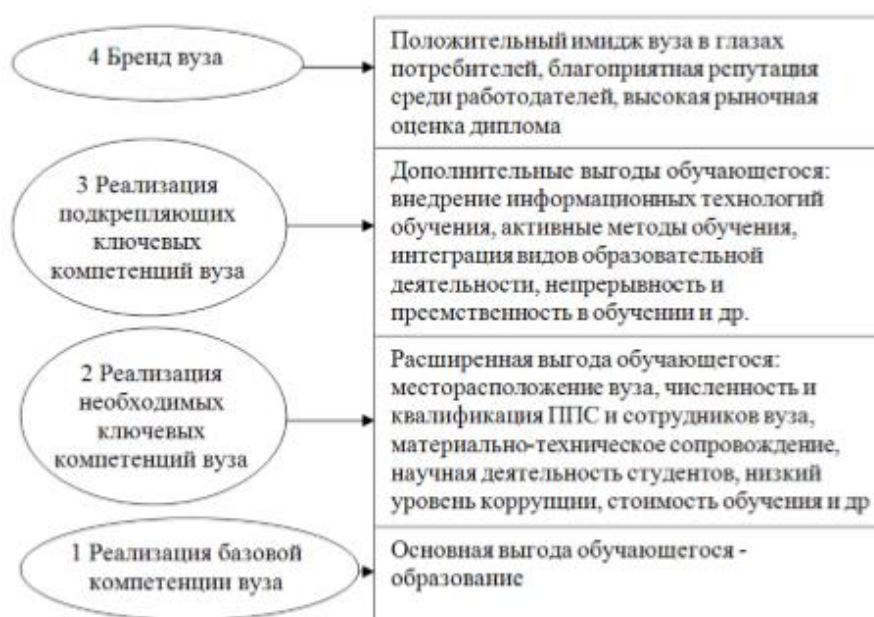 4 Бренд вуза
Положительный имидж вуза в глазах
потребителей, благоприятная репутация
среди работодателей, высокая рыночная
оценка диплома
3 Реализация
подкрепляющих
ключевых
компетенций вуза
Дополнительные выгоды обучающегося:
внедрение информационных технологий
обучения, активные методы обучения,
интеграция видов образовательной
деятельности, непрерывность и
преемственность в обучении и др.
2 Реализация
необходимых
ключевых
компетенций вуза
Расширенная выгода обучающегося:
месторасположение вуза, численность и
квалификация ППС и сотрудников вуза,
материально-техническое сопровождение,
научная деятельность студентов, низкий
уровень коррупции, стоимость обучения и др
1 Реализация базовой
компетенции вуза
Основная выгода обучающегося -
образование